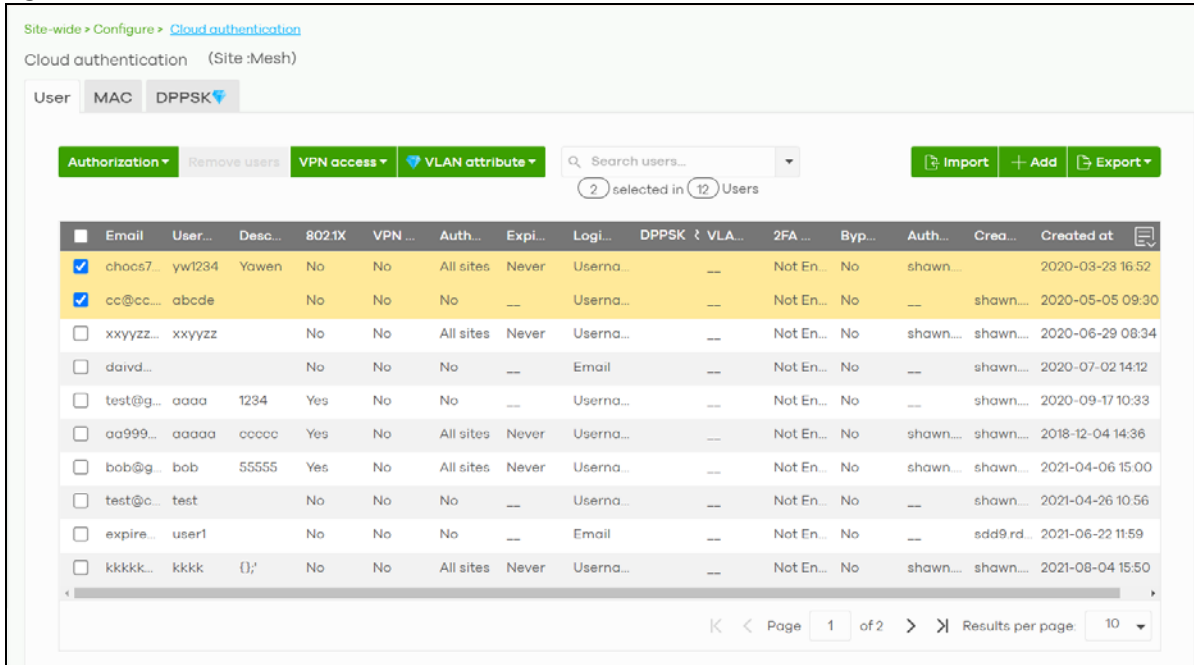 Site-wide > Configure > Cloud authentication
Cloud authentication (Site :Mesh)
User MAC DPPSK
Authorization Remove users VPN access VLAN attribute Search users... Import + Add Export
2 selected in 12 Users
Email User... Desc... 802.1X VPN ... Auth... Expi... Logi... DPPSK VLA... 2FA ... Byp... Auth... Crea... Created at
chocs7... yw1234 Yawen No No All sites Never Userna... __ Not En... No shawn.... 2020-03-23 16:52
cc@cc.... abcde No No No __ Userna... __ Not En... No __ shawn.... 2020-05-05 09:30
xxyyzz... xxyyzz No No All sites Never Userna... __ Not En... No shawn.... shawn.... 2020-06-29 08:34
daivd... No No No __ Email __ Not En... No __ shawn.... 2020-07-02 14:12
test@g... aaaa 1234 Yes No No __ Userna... __ Not En... No __ shawn.... 2020-09-17 10:33
aa999... aaaaa ccccc Yes No All sites Never Userna... __ Not En... No shawn.... shawn.... 2018-12-04 14:36
bob@g... bob 55555 Yes No All sites Never Userna... __ Not En... No shawn.... shawn.... 2021-04-06 15:00
test@c... test No No No __ Userna... __ Not En... No __ shawn.... 2021-04-26 10:56
expire... user1 No No No __ Email __ Not En... No __ sdd9.rd... 2021-06-22 11:59
kkkkk... kkkk {};' No No All sites Never Userna... __ Not En... No shawn.... shawn.... 2021-08-04 15:50
Page 1 of 2 Results per page: 10